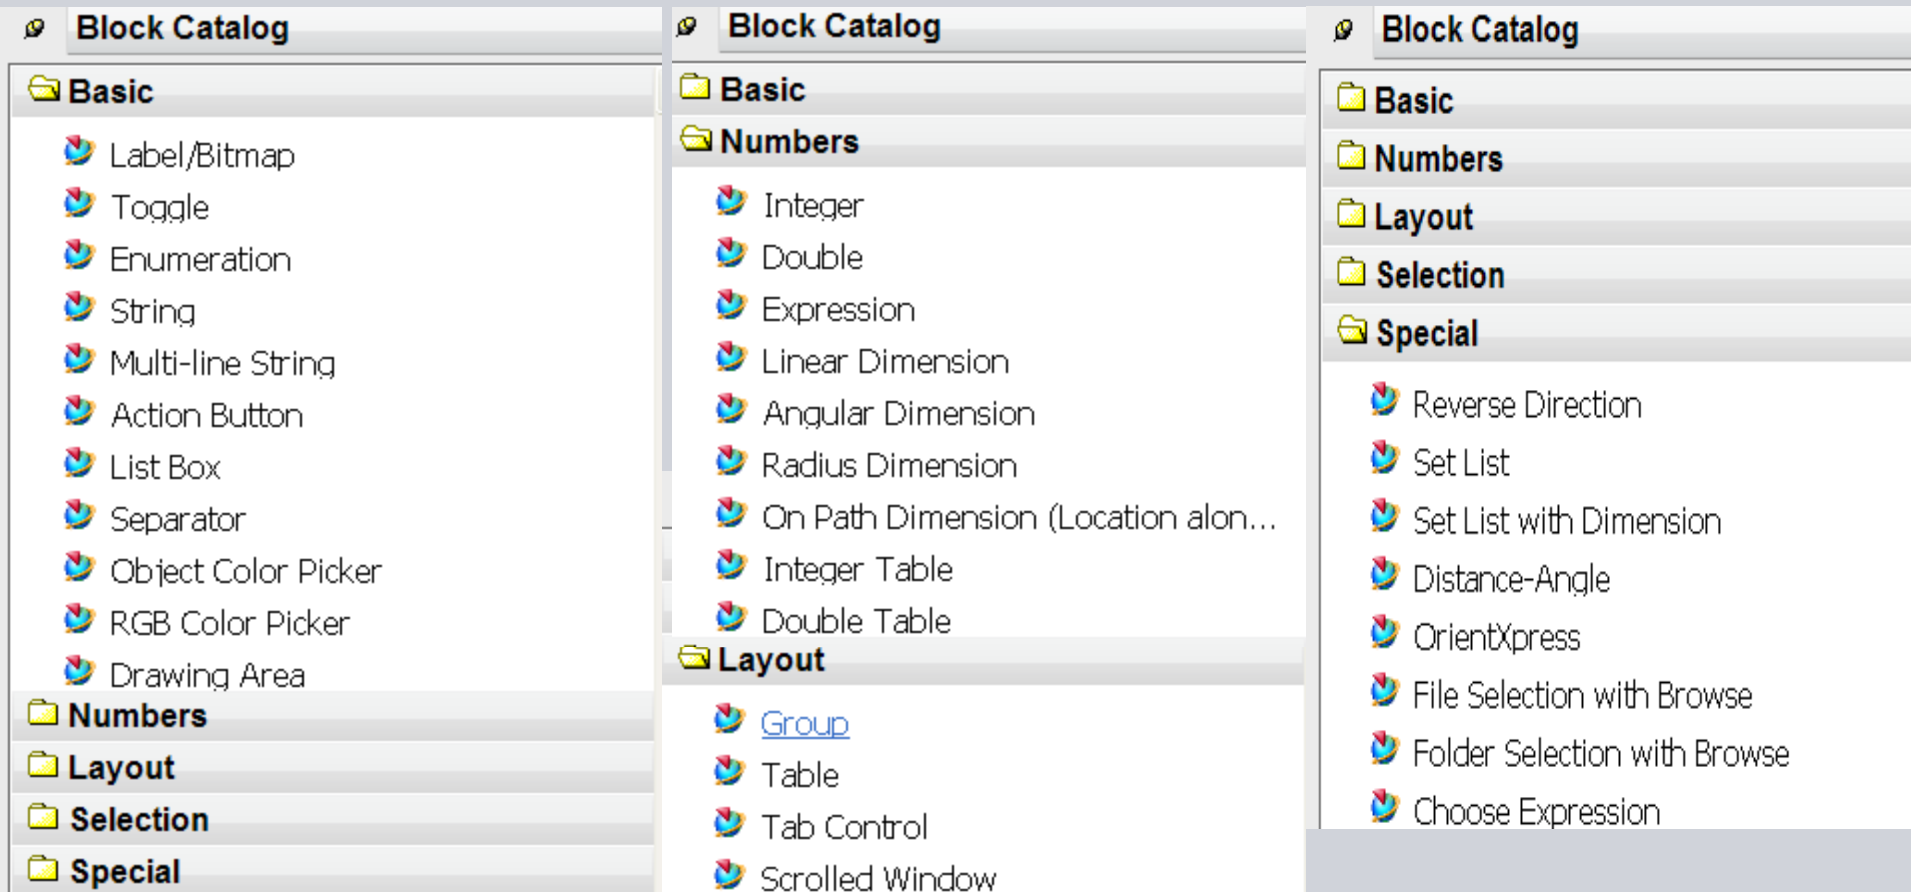 Block Catalog
Basic
Label/Bitmap
Toggle
Enumeration
String
Multi-line String
Action Button
List Box
Separator
Object Color Picker
RGB Color Picker
Drawing Area
Numbers
Layout
Selection
Special
Block Catalog
Basic
Numbers
Integer
Double
Expression
Linear Dimension
Angular Dimension
Radius Dimension
On Path Dimension (Location alon...
Integer Table
Double Table
Layout
Group
Table
Tab Control
Scrolled Window
Block Catalog
Basic
Numbers
Layout
Selection
Special
Reverse Direction
Set List
Set List with Dimension
Distance-Angle
OrientXpress
File Selection with Browse
Folder Selection with Browse
Choose Expression